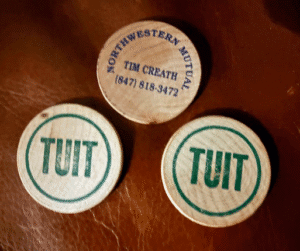 NORTHWESTERN MUTUAL
TIM CREATH
(847) 818-3472
TUIT
TUIT